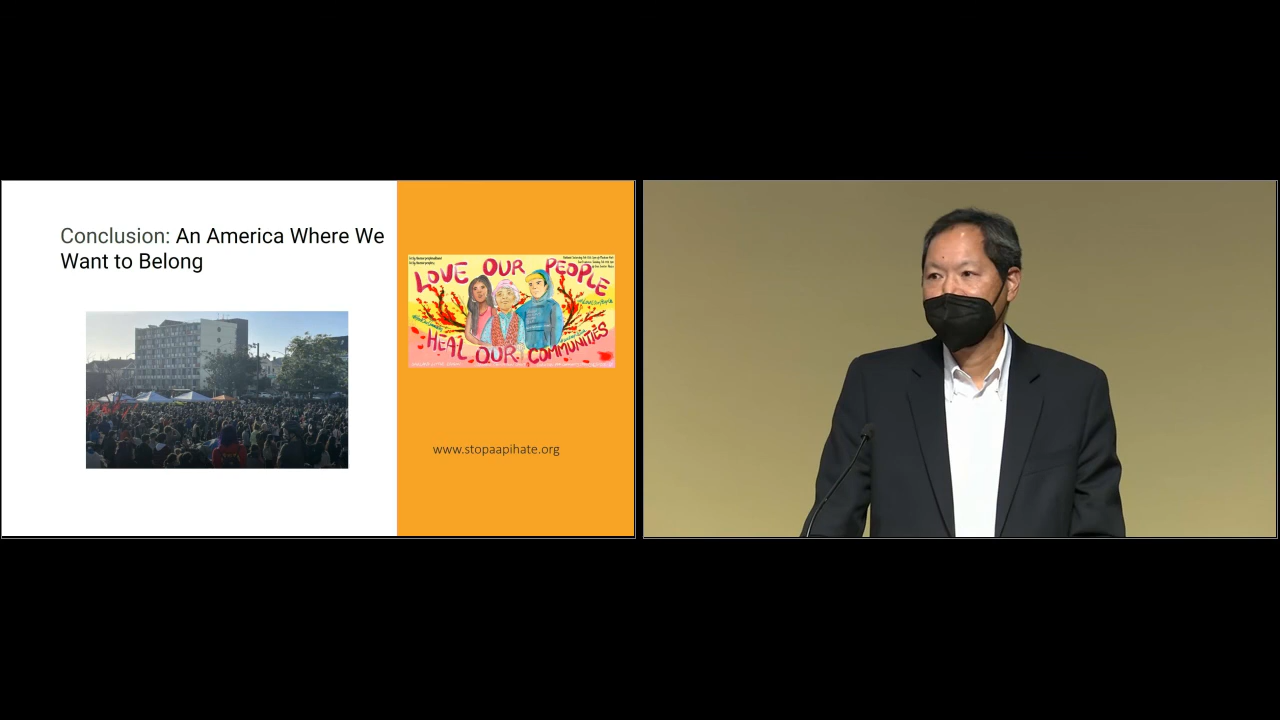 Conclusion: An America Where We
Want to Belong
LOVE OUR PEOPLE
HEAL OUR COMMUNITIES
www.stopaapihate.org